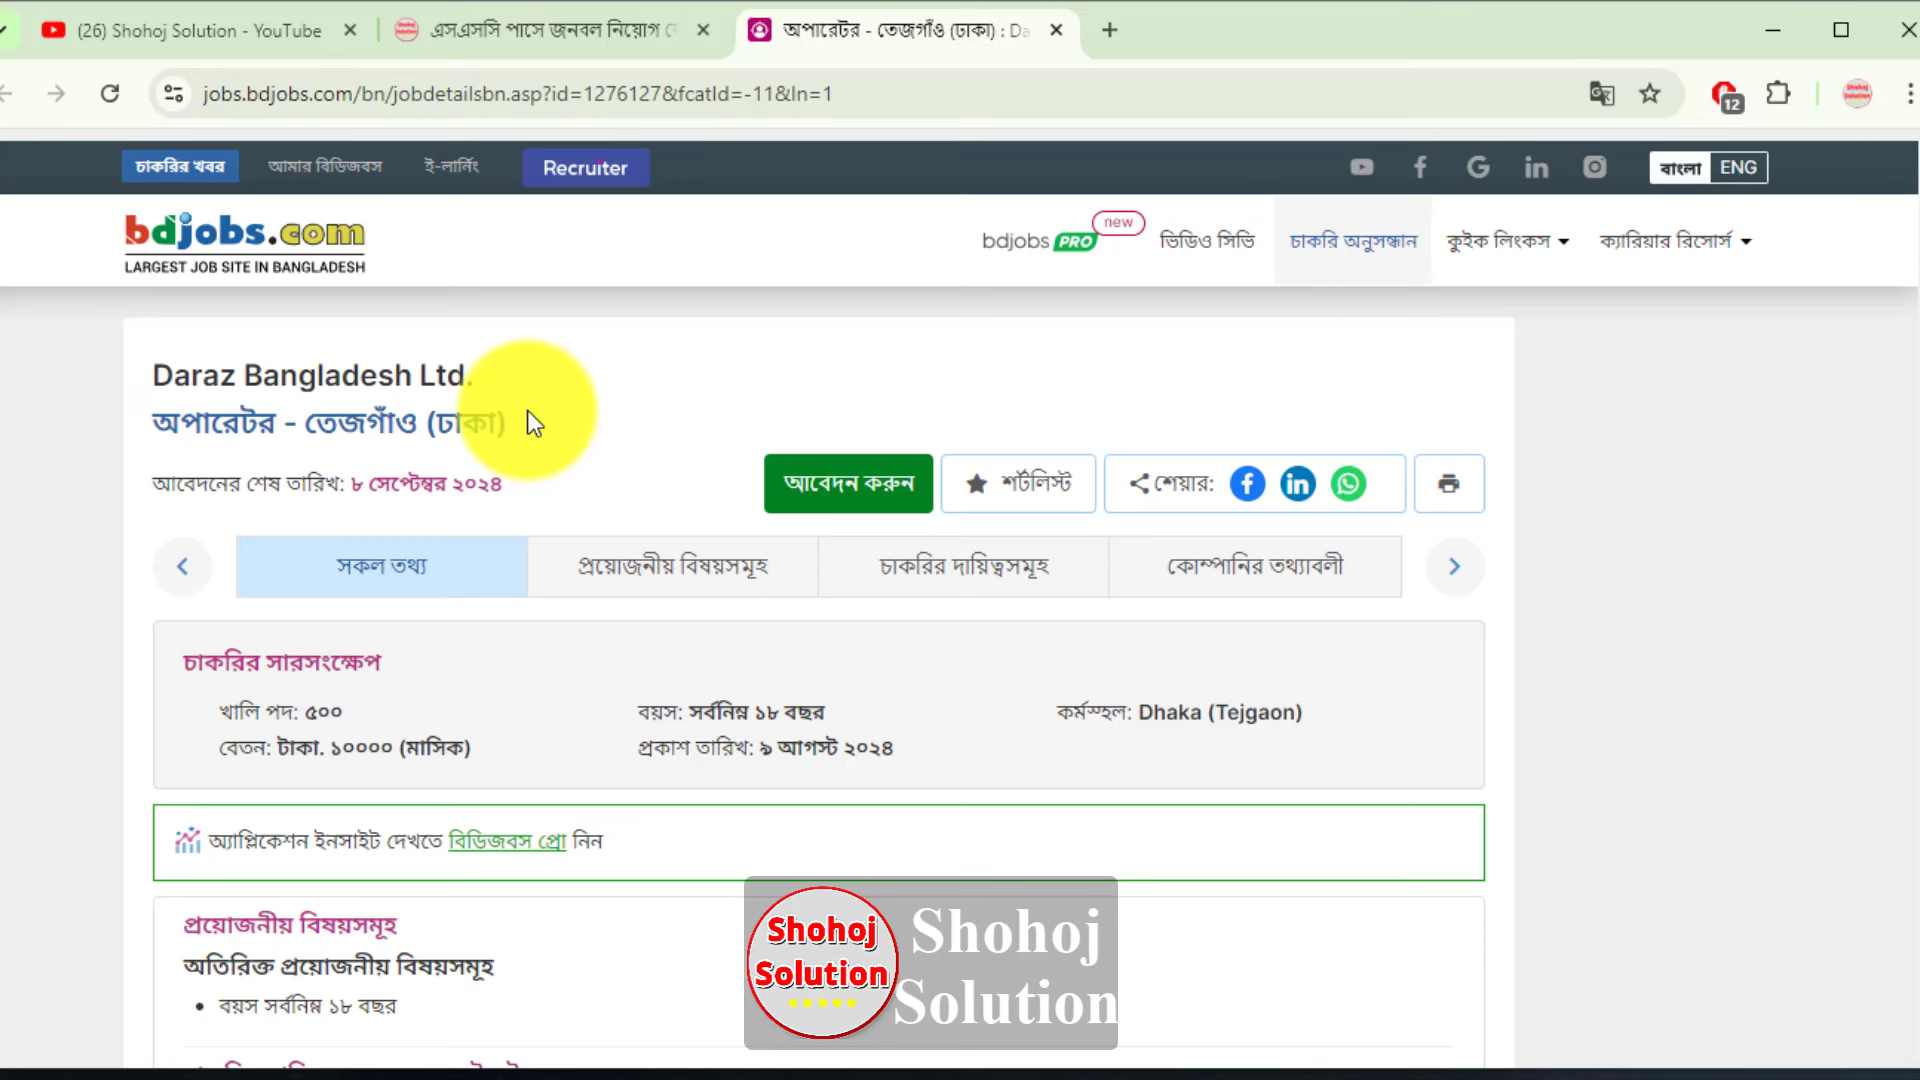 (26) Shohoj Solution - YouTube
এসএসসি পাসে জনবল নিয়োগ
অপারেটর - তেজগাঁও (ঢাকা) : Da
jobs.bdjobs.com/bn/jobdetailsbn.asp?id=1276127&fcatId=-11&ln=1
12
চাকরির খবর
আমার বিডিজবস
ই-লার্নিং
Recruiter
বাংলা
ENG
bdjobs.com
LARGEST JOB SITE IN BANGLADESH
bdjobs PRO
new
ভিডিও সিভি
চাকরি অনুসন্ধান
কুইক লিংকস
ক্যারিয়ার রিসোর্স
Daraz Bangladesh Ltd.
অপারেটর - তেজগাঁও (ঢাকা)
আবেদনের শেষ তারিখ: ৮ সেপ্টেম্বর ২০২৪
আবেদন করুন
শর্টলিস্ট
শেয়ার:
সকল তথ্য
প্রয়োজনীয় বিষয়সমূহ
চাকরির দায়িত্বসমূহ
কোম্পানির তথ্যাবলী
চাকরির সারসংক্ষেপ
খালি পদ: ৫০০
বয়স: সর্বনিম্ন ১৮ বছর
কর্মস্হল: Dhaka (Tejgaon)
বেতন: টাকা. ১০০০০ (মাসিক)
প্রকাশ তারিখ: ৯ আগস্ট ২০২৪
অ্যাপ্লিকেশন ইনসাইট দেখতে বিডিজবস প্রো নিন
প্রয়োজনীয় বিষয়সমূহ
অতিরিক্ত প্রয়োজনীয় বিষয়সমূহ
• বয়স সর্বনিম্ন ১৮ বছর
Shohoj
Solution
Shohoj
Solution